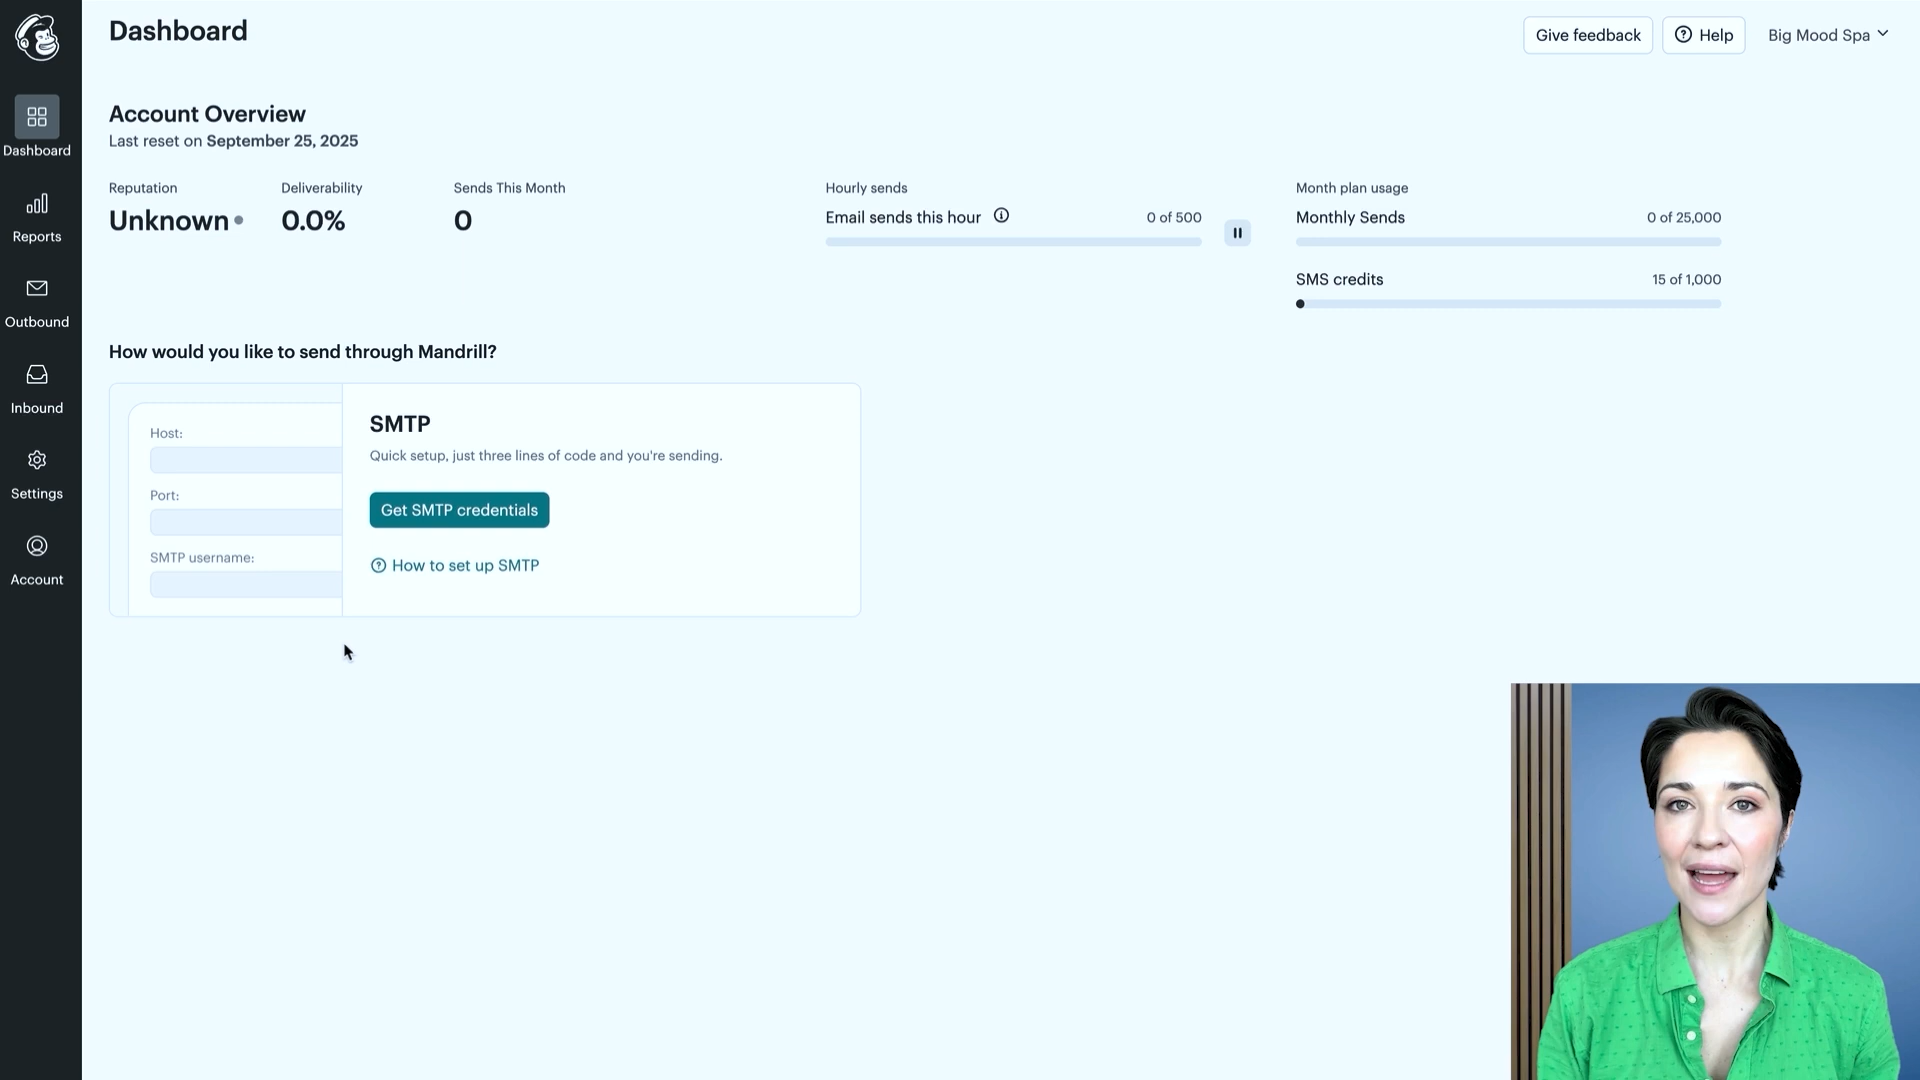 Dashboard
Give feedback
Help
Big Mood Spa
Dashboard
Reports
Outbound
Inbound
Settings
Account
Account Overview
Last reset on September 25, 2025
Reputation
Unknown
Deliverability
0.0%
Sends This Month
0
Hourly sends
Email sends this hour
0 of 500
Month plan usage
Monthly Sends
0 of 25,000
SMS credits
15 of 1,000
How would you like to send through Mandrill?
Host:
Port:
SMTP username:
SMTP
Quick setup, just three lines of code and you're sending.
Get SMTP credentials
How to set up SMTP